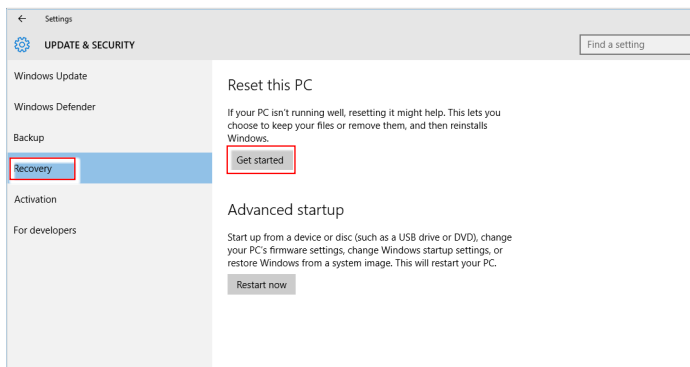 Settings
UPDATE & SECURITY
Find a setting
Windows Update
Windows Defender
Backup
Recovery
Activation
For developers
Reset this PC
If your PC isn't running well, resetting it might help. This lets you
choose to keep your files or remove them, and then reinstalls
Windows.
Get started
Advanced startup
Start up from a device or disc (such as a USB drive or DVD), change
your PC's firmware settings, change Windows startup settings, or
restore Windows from a system image. This will restart your PC.
Restart now